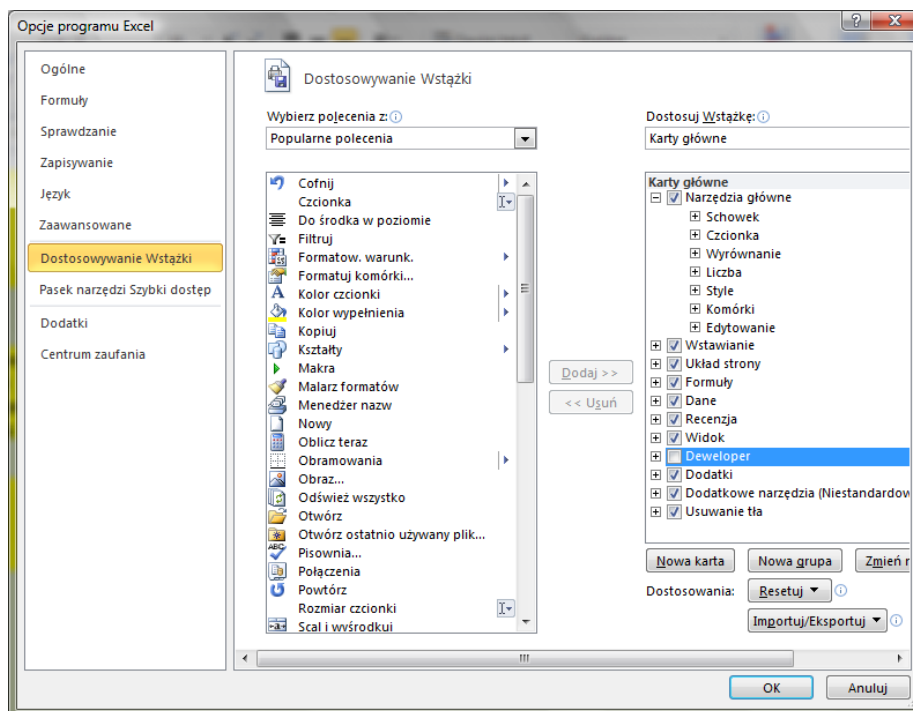 Opcje programu Excel
Ogólne
Formuły
Sprawdzanie
Zapisywanie
Język
Zaawansowane
Dostosowywanie Wstążki
Pasek narzędzi Szybki dostęp
Dodatki
Centrum zaufania
Dostosowywanie Wstążki
Wybierz polecenia z:
Popularne polecenia
Cofnij
Czcionka
Do środka w poziomie
Filtruj
Formatow. warunk.
Formatuj komórki...
Kolor czcionki
Kolor wypełnienia
Kopiuj
Kształty
Makra
Malarz formatów
Menedżer nazw
Nowy
Oblicz teraz
Obramowania
Obraz...
Odśwież wszystko
Otwórz
Otwórz ostatnio używany plik...
Pisownia...
Połączenia
Powtórz
Rozmiar czcionki
Scal i wyśrodkuj
Dodaj >>
<< Usuń
Dostosuj Wstążkę:
Karty główne
Karty główne
Narzędzia główne
Schowek
Czcionka
Wyrównanie
Liczba
Style
Komórki
Edytowanie
Wstawianie
Układ strony
Formuły
Dane
Recenzja
Widok
Deweloper
Dodatki
Dodatkowe narzędzia (Niestandardow
Usuwanie tła
Nowa karta
Nowa grupa
Zmień r
Dostosowania:
Resetuj
Importuj/Eksportuj
OK
Anuluj